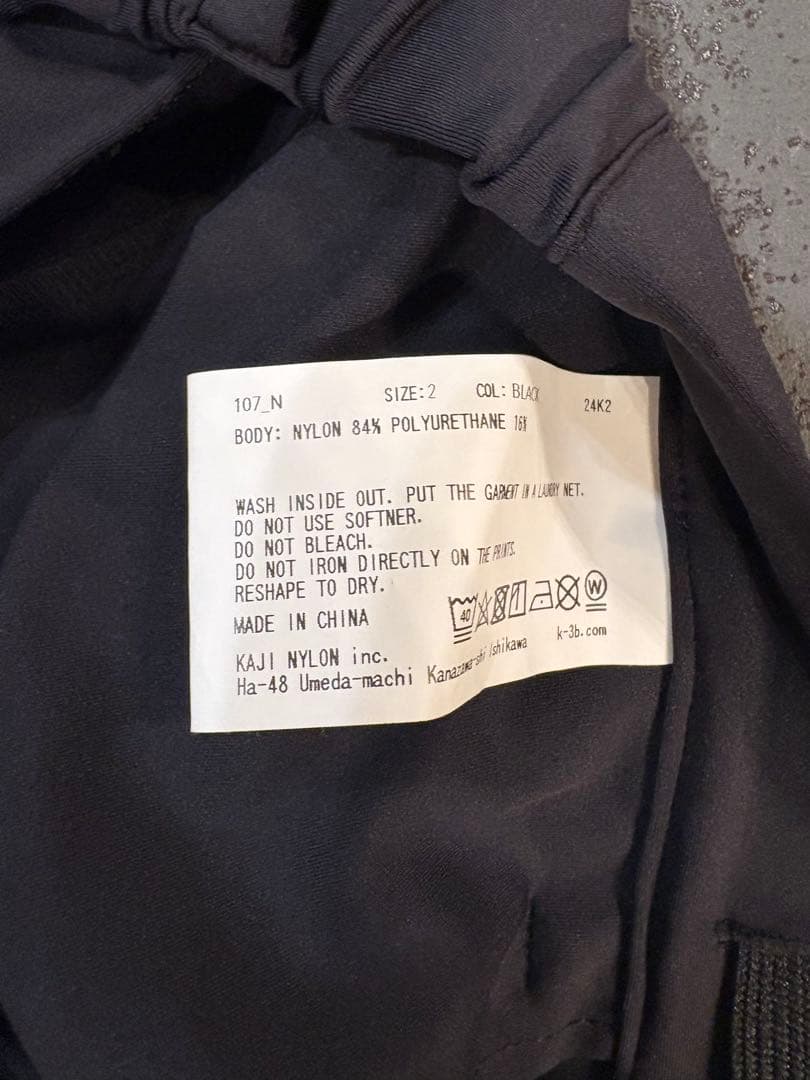 107_N SIZE:2 COL: BLACK 24K2
BODY: NYLON 84% POLYURETHANE 16%
WASH INSIDE OUT. PUT THE GARMENT IN A LAUNDRY NET.
DO NOT USE SOFTNER.
DO NOT BLEACH.
DO NOT IRON DIRECTLY ON THE PRINTS.
RESHAPE TO DRY.
40 W
MADE IN CHINA
k-3b.com
KAJI NYLON inc.
Ha-48 Umeda-machi Kanazawa-shi Ishikawa